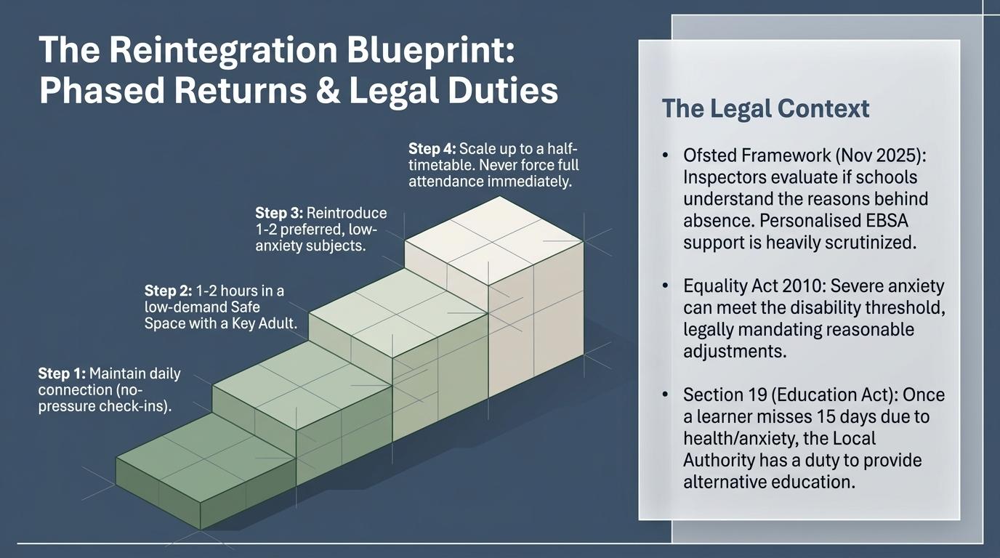 The Reintegration Blueprint:
Phased Returns & Legal Duties
Step 4: Scale up to a half-
timetable. Never force full
attendance immediately.
Step 3: Reintroduce
1-2 preferred, low-
anxiety subjects.
Step 2: 1-2 hours in a
low-demand Safe
Space with a Key Adult.
Step 1: Maintain daily
connection (no-
pressure check-ins).
The Legal Context
• Ofsted Framework (Nov 2025):
Inspectors evaluate if schools
understand the reasons behind
absence. Personalised EBSA
support is heavily scrutinized.
• Equality Act 2010: Severe anxiety
can meet the disability threshold,
legally mandating reasonable
adjustments.
• Section 19 (Education Act): Once
a learner misses 15 days due to
health/anxiety, the Local
Authority has a duty to provide
alternative education.